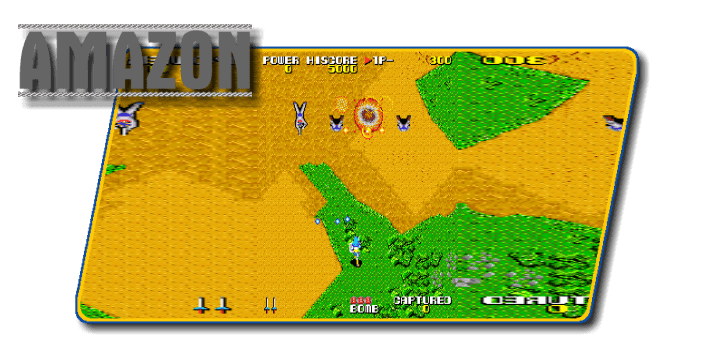 AMAZON
POWER HISCORE ▶1P- 300
0 5000
BOMB CAPTURED
0